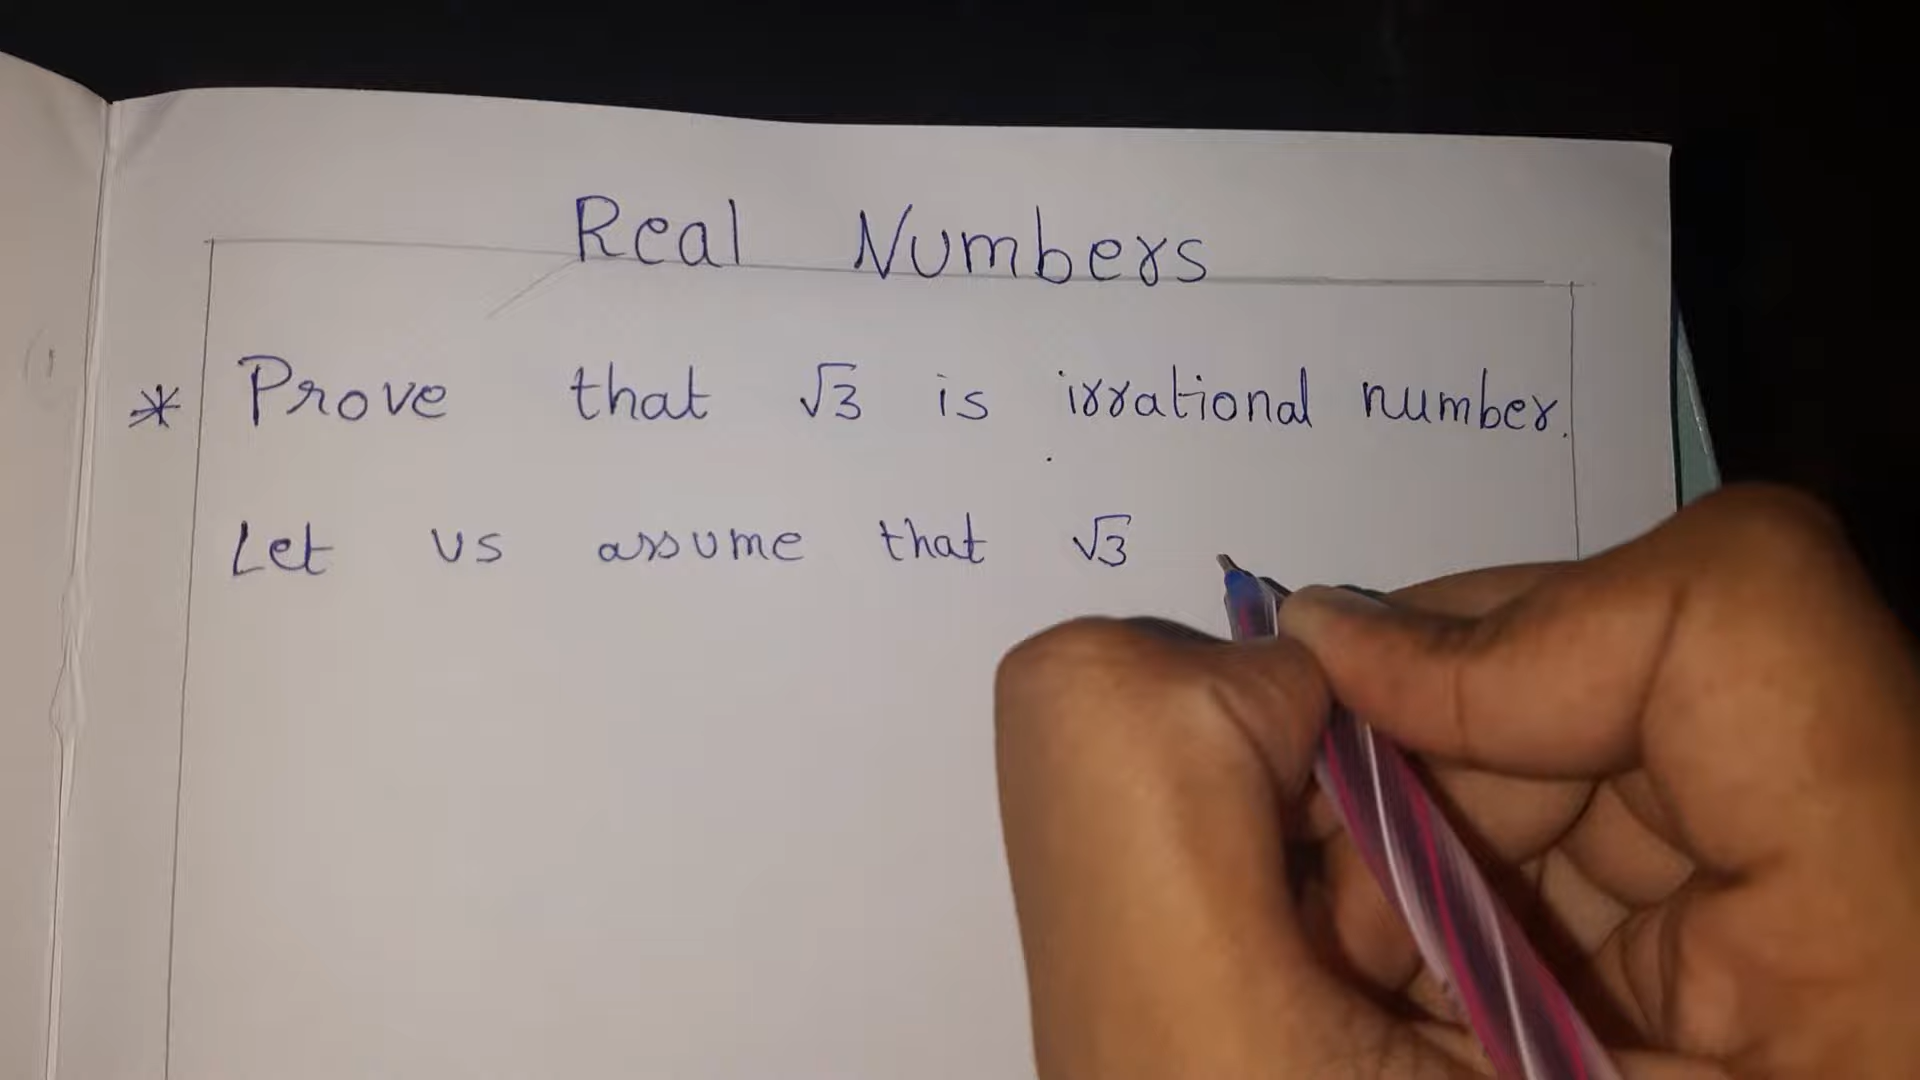 Real Numbers
* Prove that √3 is irrational number.
Let us assume that √3